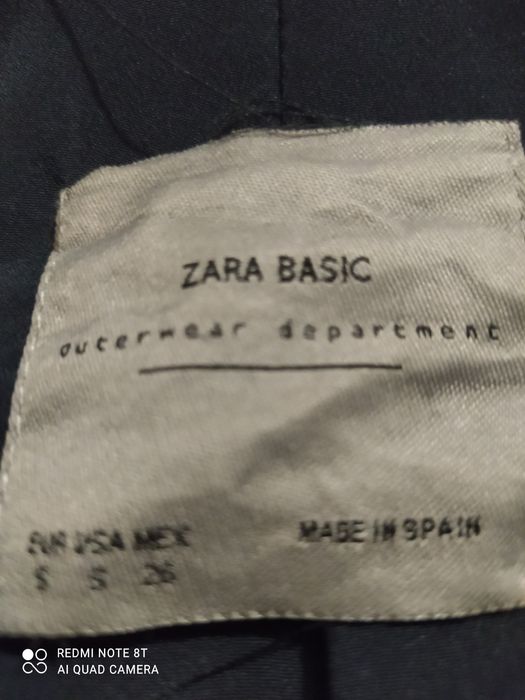 ZARA BASIC
outerwear department
EUR USA MEX
S S 26
MADE IN SPAIN
REDMI NOTE 8T
AI QUAD CAMERA